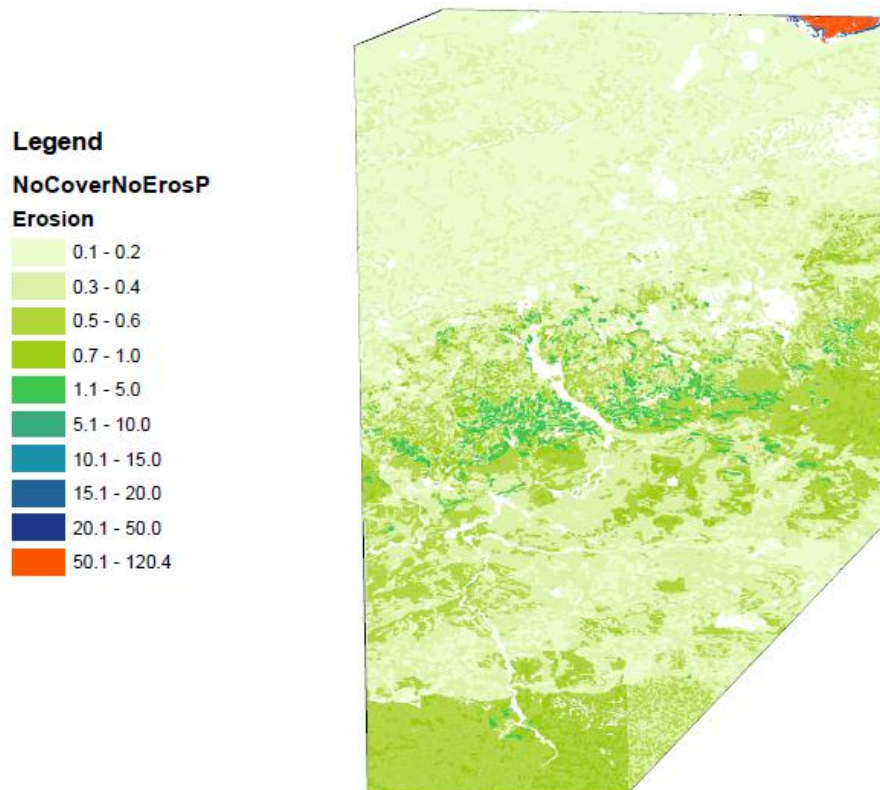 Legend
NoCoverNoErosP
Erosion
0.1 - 0.2
0.3 - 0.4
0.5 - 0.6
0.7 - 1.0
1.1 - 5.0
5.1 - 10.0
10.1 - 15.0
15.1 - 20.0
20.1 - 50.0
50.1 - 120.4